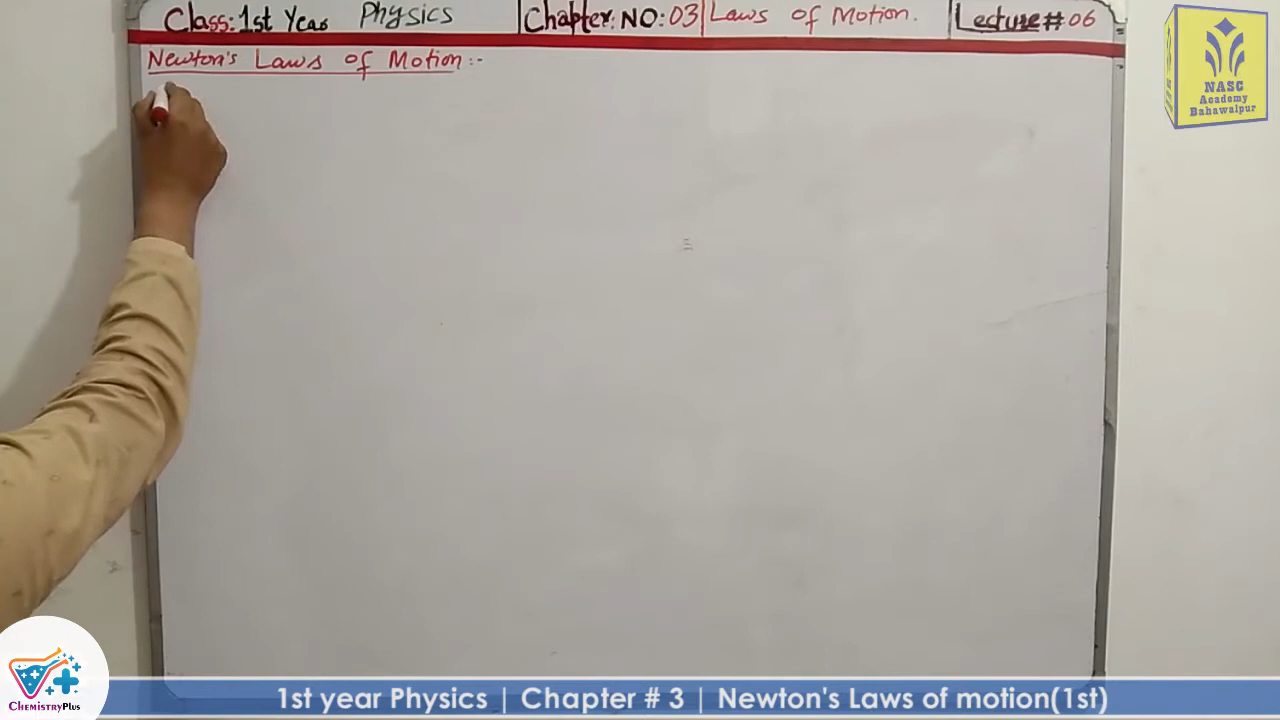 Class: 1st Year Physics | Chapter: NO: 03 | Laws of Motion. | Lecture # 06
Newton's Laws of Motion :-
NASC
Academy
Bahawalpur
ChemistryPlus
1st year Physics | Chapter # 3 | Newton's Laws of motion(1st)